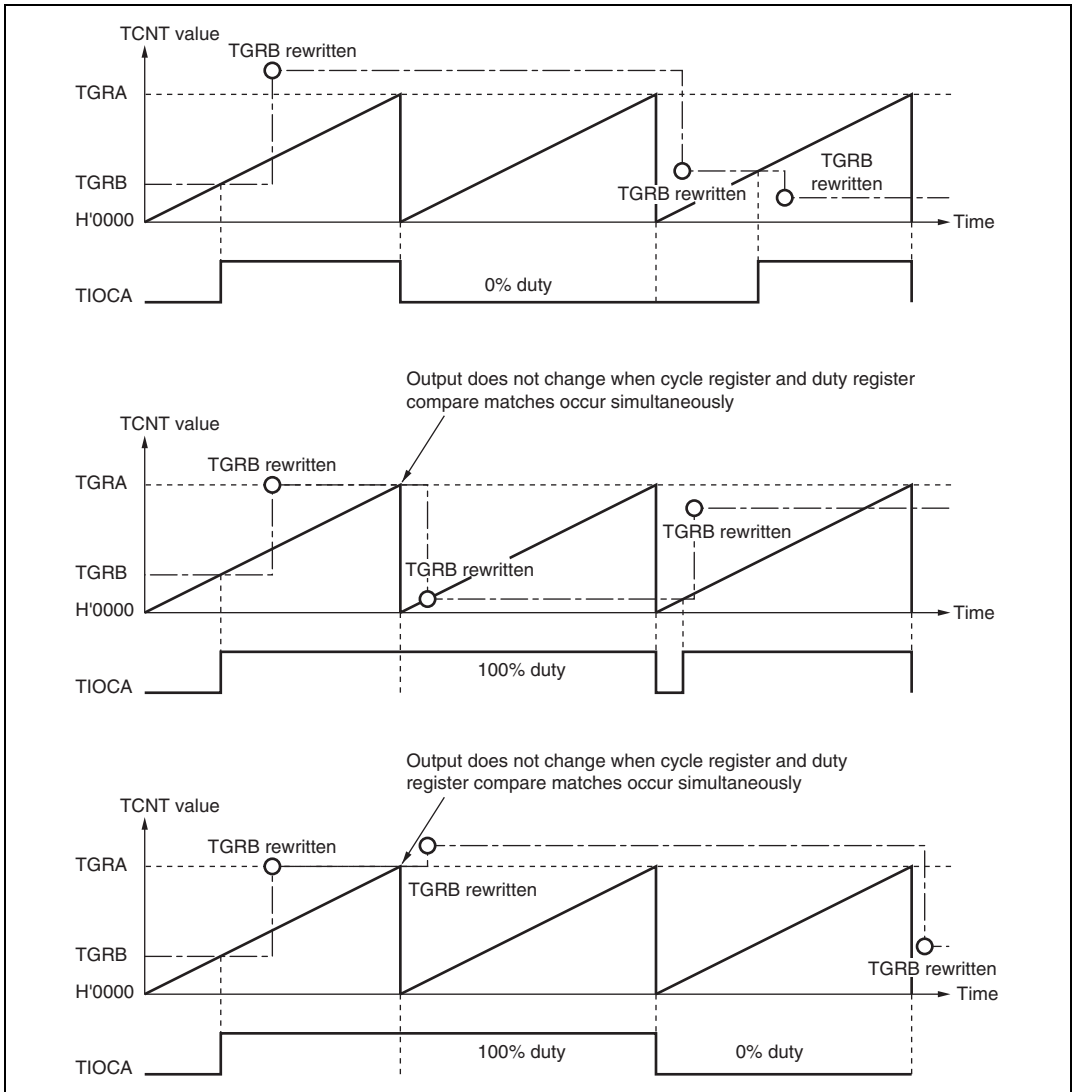 TCNT value
TGRB rewritten
TGRA
TGRB
rewritten
TGRB
TGRB rewritten
H'0000
Time
0% duty
TIOCA
Output does not change when cycle register and duty register
compare matches occur simultaneously
TCNT value
TGRB rewritten
TGRA
TGRB rewritten
TGRB
TGRB rewritten
H'0000
Time
100% duty
TIOCA
Output does not change when cycle register and duty
register compare matches occur simultaneously
TCNT value
TGRB rewritten
TGRA
TGRB rewritten
TGRB
TGRB rewritten
H'0000
Time
100% duty
0% duty
TIOCA